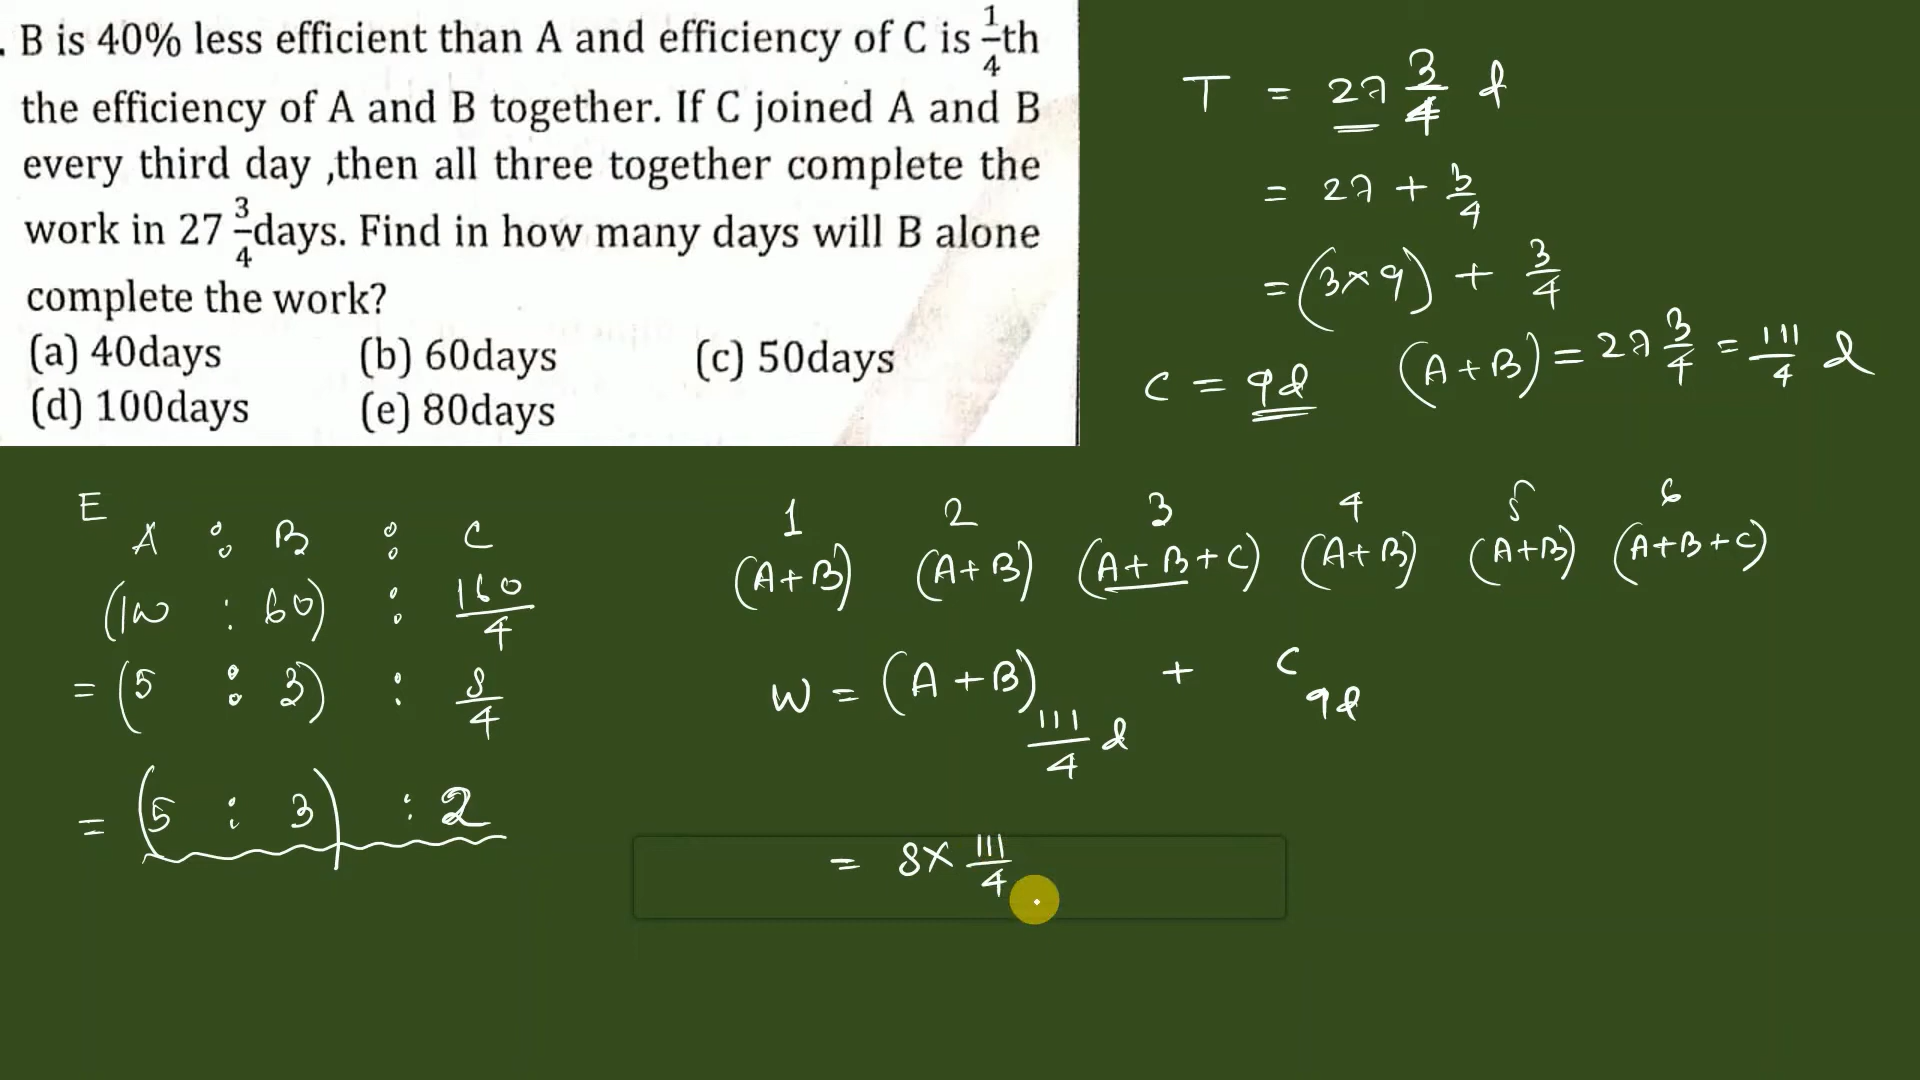 . B is 40% less efficient than A and efficiency of C is 1/4 th
the efficiency of A and B together. If C joined A and B
every third day ,then all three together complete the
work in 27 3/4 days. Find in how many days will B alone
complete the work?
(a) 40days (b) 60days (c) 50days
(d) 100days (e) 80days
T = 27 3/4 d
= 27 + 3/4
= (3×9) + 3/4
C = 9d (A+B) = 27 3/4 = 111/4 d
E
A : B : C
(100 : 60) : 160/4
= (5 : 3) : 8/4
= (5 : 3) : 2
1 2 3 4 5 6
(A+B) (A+B) (A+B+C) (A+B) (A+B) (A+B+C)
W = (A+B) 111/4 d + C 9d
= 8× 111/4